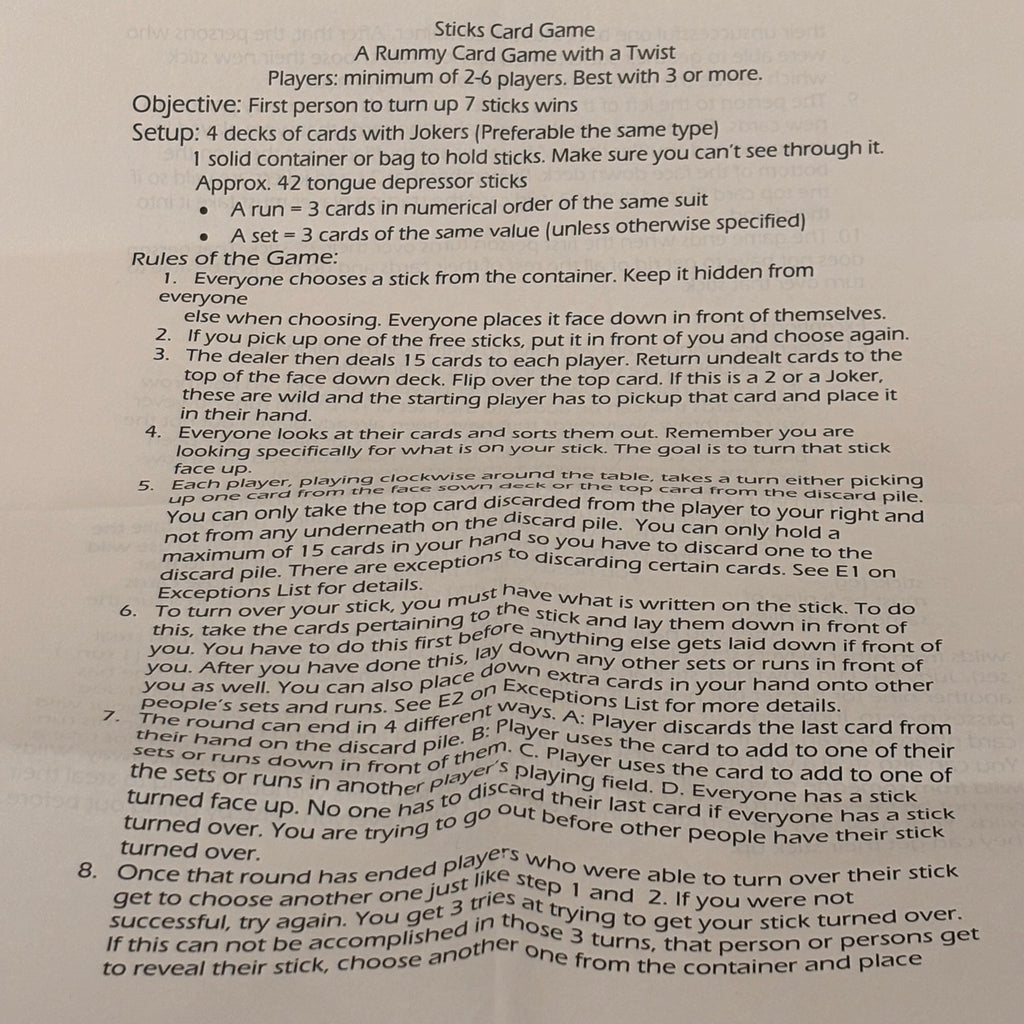 Sticks Card Game
A Rummy Card Game with a Twist
Players: minimum of 2-6 players. Best with 3 or more.
Objective: First person to turn up 7 sticks wins
Setup: 4 decks of cards with Jokers (Preferable the same type)
1 solid container or bag to hold sticks. Make sure you can't see through it.
Approx. 42 tongue depressor sticks
• A run = 3 cards in numerical order of the same suit
• A set = 3 cards of the same value (unless otherwise specified)
Rules of the Game:
1. Everyone chooses a stick from the container. Keep it hidden from
everyone
else when choosing. Everyone places it face down in front of themselves.
2. If you pick up one of the free sticks, put it in front of you and choose again.
3. The dealer then deals 15 cards to each player. Return undealt cards to the
top of the face down deck. Flip over the top card. If this is a 2 or a Joker,
these are wild and the starting player has to pickup that card and place it
in their hand.
4. Everyone looks at their cards and sorts them out. Remember you are
looking specifically for what is on your stick. The goal is to turn that stick
face up.
5. Each player, playing clockwise around the table, takes a turn either picking
up one card from the face sown deck or the top card from the discard pile.
You can only take the top card discarded from the player to your right and
not from any underneath on the discard pile. You can only hold a
maximum of 15 cards in your hand so you have to discard one to the
discard pile. There are exceptions to discarding certain cards. See E1 on
Exceptions List for details.
6. To turn over your stick, you must have what is written on the stick. To do
this, take the cards pertaining to the stick and lay them down in front of
you. You have to do this first before anything else gets laid down if front of
you. After you have done this, lay down any other sets or runs in front of
you as well. You can also place down extra cards in your hand onto other
people's sets and runs. See E2 on Exceptions List for more details.
7. The round can end in 4 different ways. A: Player discards the last card from
their hand on the discard pile. B: Player uses the card to add to one of their
sets or runs down in front of them. C. Player uses the card to add to one of
the sets or runs in another player's playing field. D. Everyone has a stick
turned face up. No one has to discard their last card if everyone has a stick
turned over. You are trying to go out before other people have their stick
turned over.
8. Once that round has ended players who were able to turn over their stick
get to choose another one just like step 1 and 2. If you were not
successful, try again. You get 3 tries at trying to get your stick turned over.
If this can not be accomplished in those 3 turns, that person or persons get
to reveal their stick, choose another one from the container and place